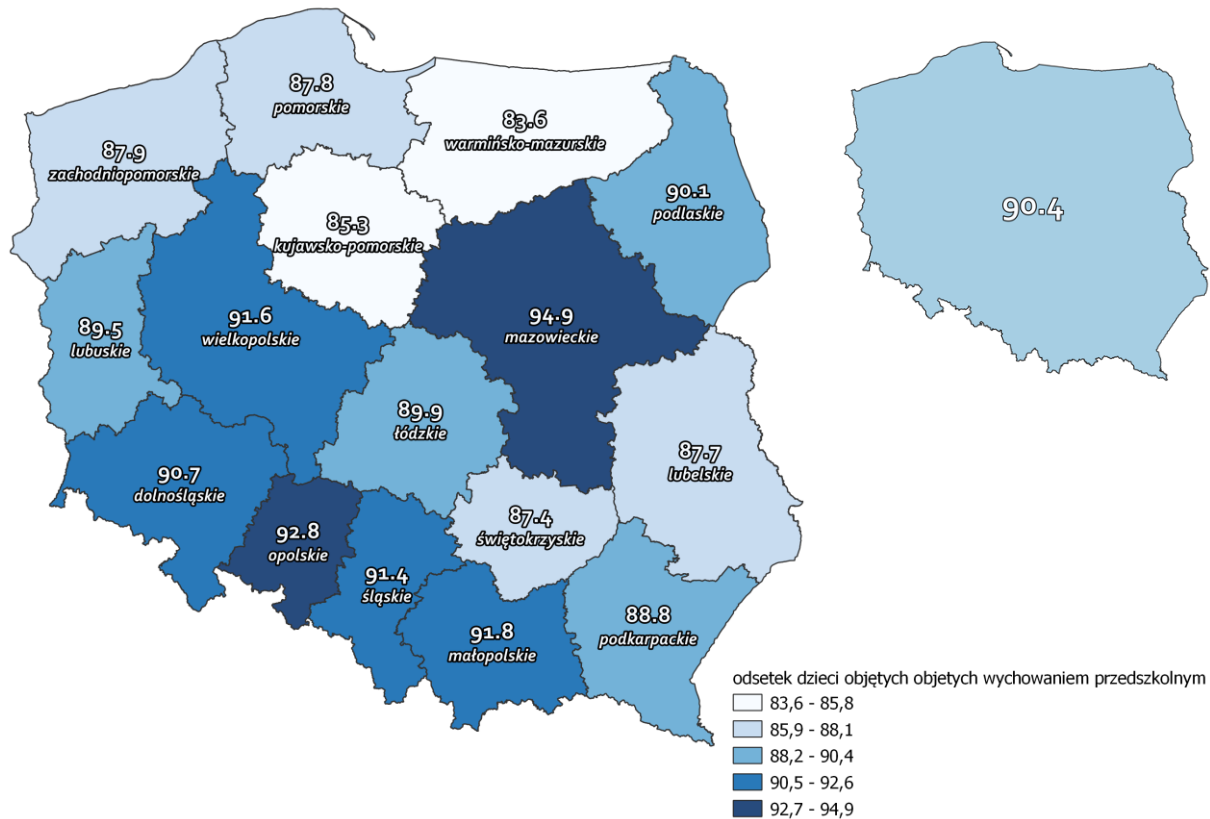 87.8
pomorskie
83.6
warmińsko-mazurskie
87.9
zachodniopomorskie
90.1
podlaskie
90.4
85.3
kujawsko-pomorskie
89.5
lubuskie
91.6
wielkopolskie
94.9
mazowieckie
89.9
łódzkie
87.7
lubelskie
90.7
dolnośląskie
92.8
opolskie
87.4
świętokrzyskie
91.4
śląskie
91.8
małopolskie
88.8
podkarpackie
odsetek dzieci objętych objetych wychowaniem przedszkolnym
83,6 - 85,8
85,9 - 88,1
88,2 - 90,4
90,5 - 92,6
92,7 - 94,9